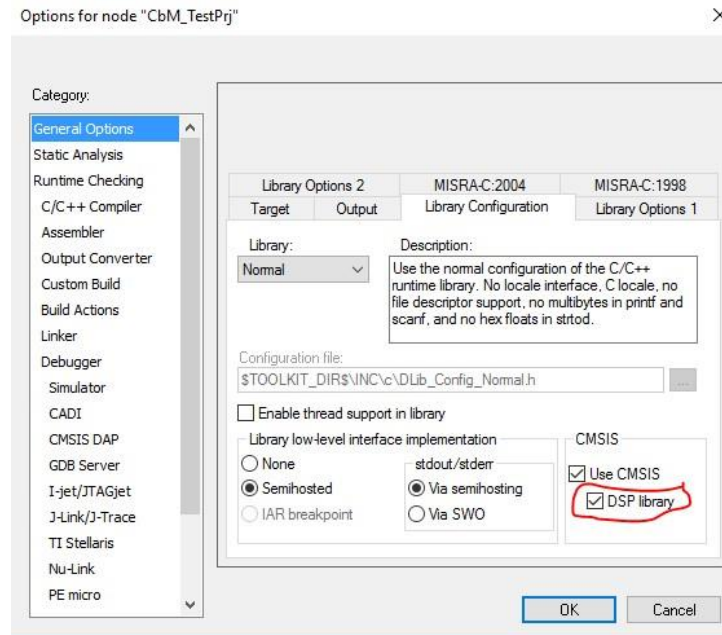 Options for node "CbM_TestPrj"
Category:
General Options
Static Analysis
Runtime Checking
C/C++ Compiler
Assembler
Output Converter
Custom Build
Build Actions
Linker
Debugger
Simulator
CADI
CMSIS DAP
GDB Server
I-jet/JTAGjet
J-Link/J-Trace
TI Stellaris
Nu-Link
PE micro
Library Options 2 MISRA-C:2004 MISRA-C:1998
Target Output Library Configuration Library Options 1
Library:
Normal
Description:
Use the normal configuration of the C/C++
runtime library. No locale interface, C locale, no
file descriptor support, no multibytes in printf and
scanf, and no hex floats in strtod.
Configuration file:
$TOOLKIT_DIR$\INC\c\DLib_Config_Normal.h
...
Enable thread support in library
Library low-level interface implementation
None
Semihosted
IAR breakpoint
stdout/stderr
Via semihosting
Via SWO
CMSIS
Use CMSIS
DSP library
OK Cancel